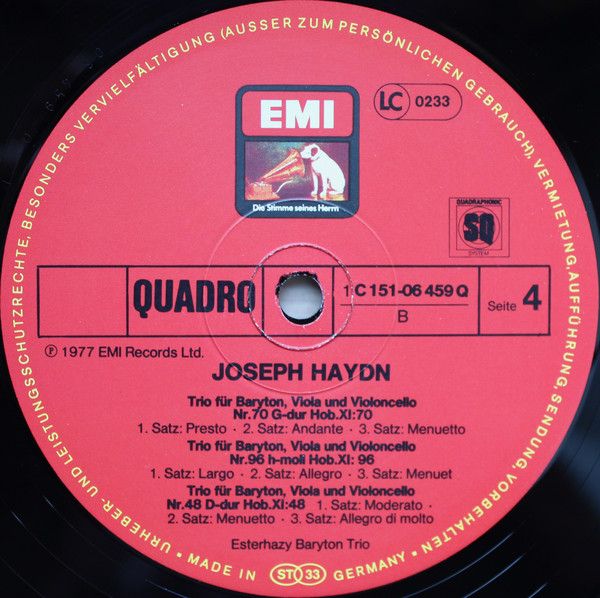 URHEBER- UND LEISTUNGSSCHUTZRECHTE, BESONDERS VERVIELFÄLTIGUNG (AUSSER ZUM PERSÖNLICHEN GEBRAUCH), VERMIETUNG, AUFFÜHRUNG, SENDUNG, VORBEHALTEN
EMI
Die Stimme seines Herrn
LC 0233
QUADRAPHONIC
SQ
SYSTEM
QUADRO
1 C 151-06 459 Q
B
Seite 4
℗ 1977 EMI Records Ltd.
JOSEPH HAYDN
Trio für Baryton, Viola und Violoncello
Nr.70 G-dur Hob.XI:70
1. Satz: Presto · 2. Satz: Andante · 3. Satz: Menuetto
Trio für Baryton, Viola und Violoncello
Nr.96 h-moll Hob.XI: 96
1. Satz: Largo · 2. Satz: Allegro · 3. Satz: Menuet
Trio für Baryton, Viola und Violoncello
Nr.48 D-dur Hob.XI:48 1. Satz: Moderato ·
2. Satz: Menuetto · 3. Satz: Allegro di molto
Esterhazy Baryton Trio
· MADE IN GERMANY ·
ST 33